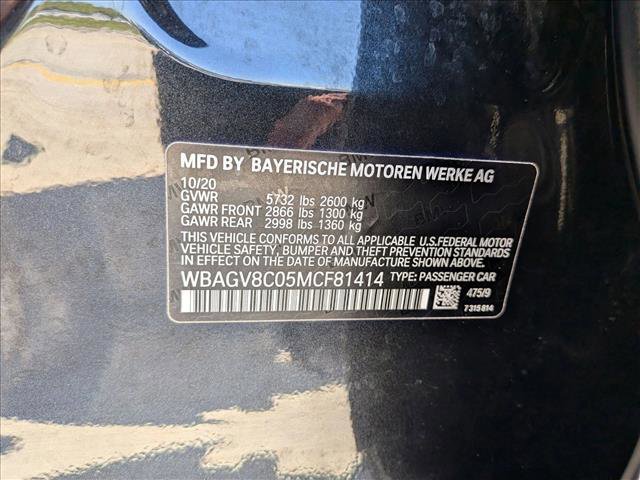 MFD BY BAYERISCHE MOTOREN WERKE AG
10/20
GVWR 5732 lbs 2600 kg
GAWR FRONT 2866 lbs 1300 kg
GAWR REAR 2998 lbs 1360 kg
THIS VEHICLE CONFORMS TO ALL APPLICABLE U.S.FEDERAL MOTOR
VEHICLE SAFETY, BUMPER AND THEFT PREVENTION STANDARDS
IN EFFECT ON THE DATE OF MANUFACTURE SHOWN ABOVE.
WBAGV8C05MCF81414 TYPE: PASSENGER CAR
475/9
7315814